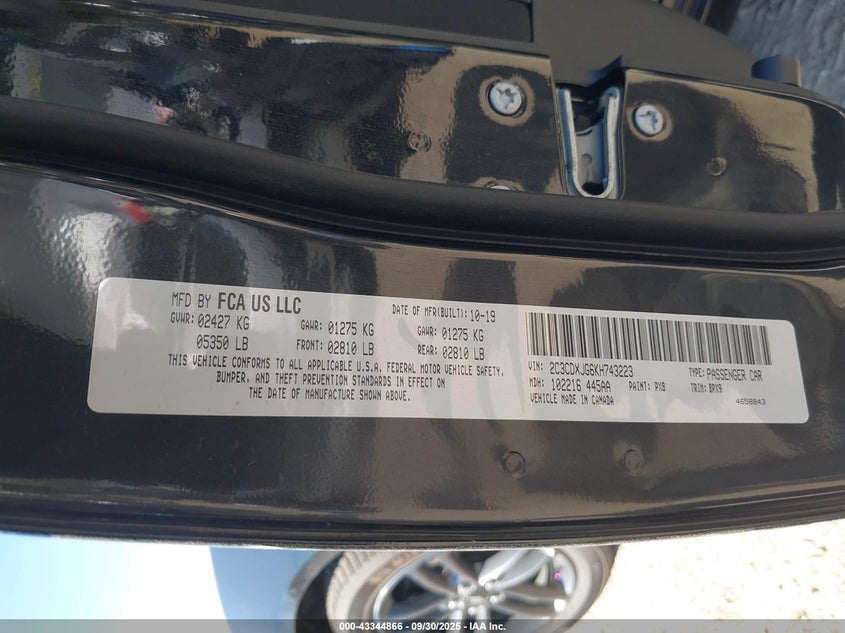 MFD BY FCA US LLC
DATE OF MFR(BUILT): 10-19
GVWR: 02427 KG GAWR: 01275 KG GAWR: 01275 KG
05350 LB FRONT: 02810 LB REAR: 02810 LB
THIS VEHICLE CONFORMS TO ALL APPLICABLE U.S.A. FEDERAL MOTOR VEHICLE SAFETY,
BUMPER, AND THEFT PREVENTION STANDARDS IN EFFECT ON
THE DATE OF MANUFACTURE SHOWN ABOVE.
VIN: 2C3CDXJG6KH743223 TYPE: PASSENGER CAR
MDH: 102216 445AA PAINT: PX8 TRIM: BPX9
VEHICLE MADE IN CANADA 4658843
000-43344866 • 09/30/2025 • IAA Inc.